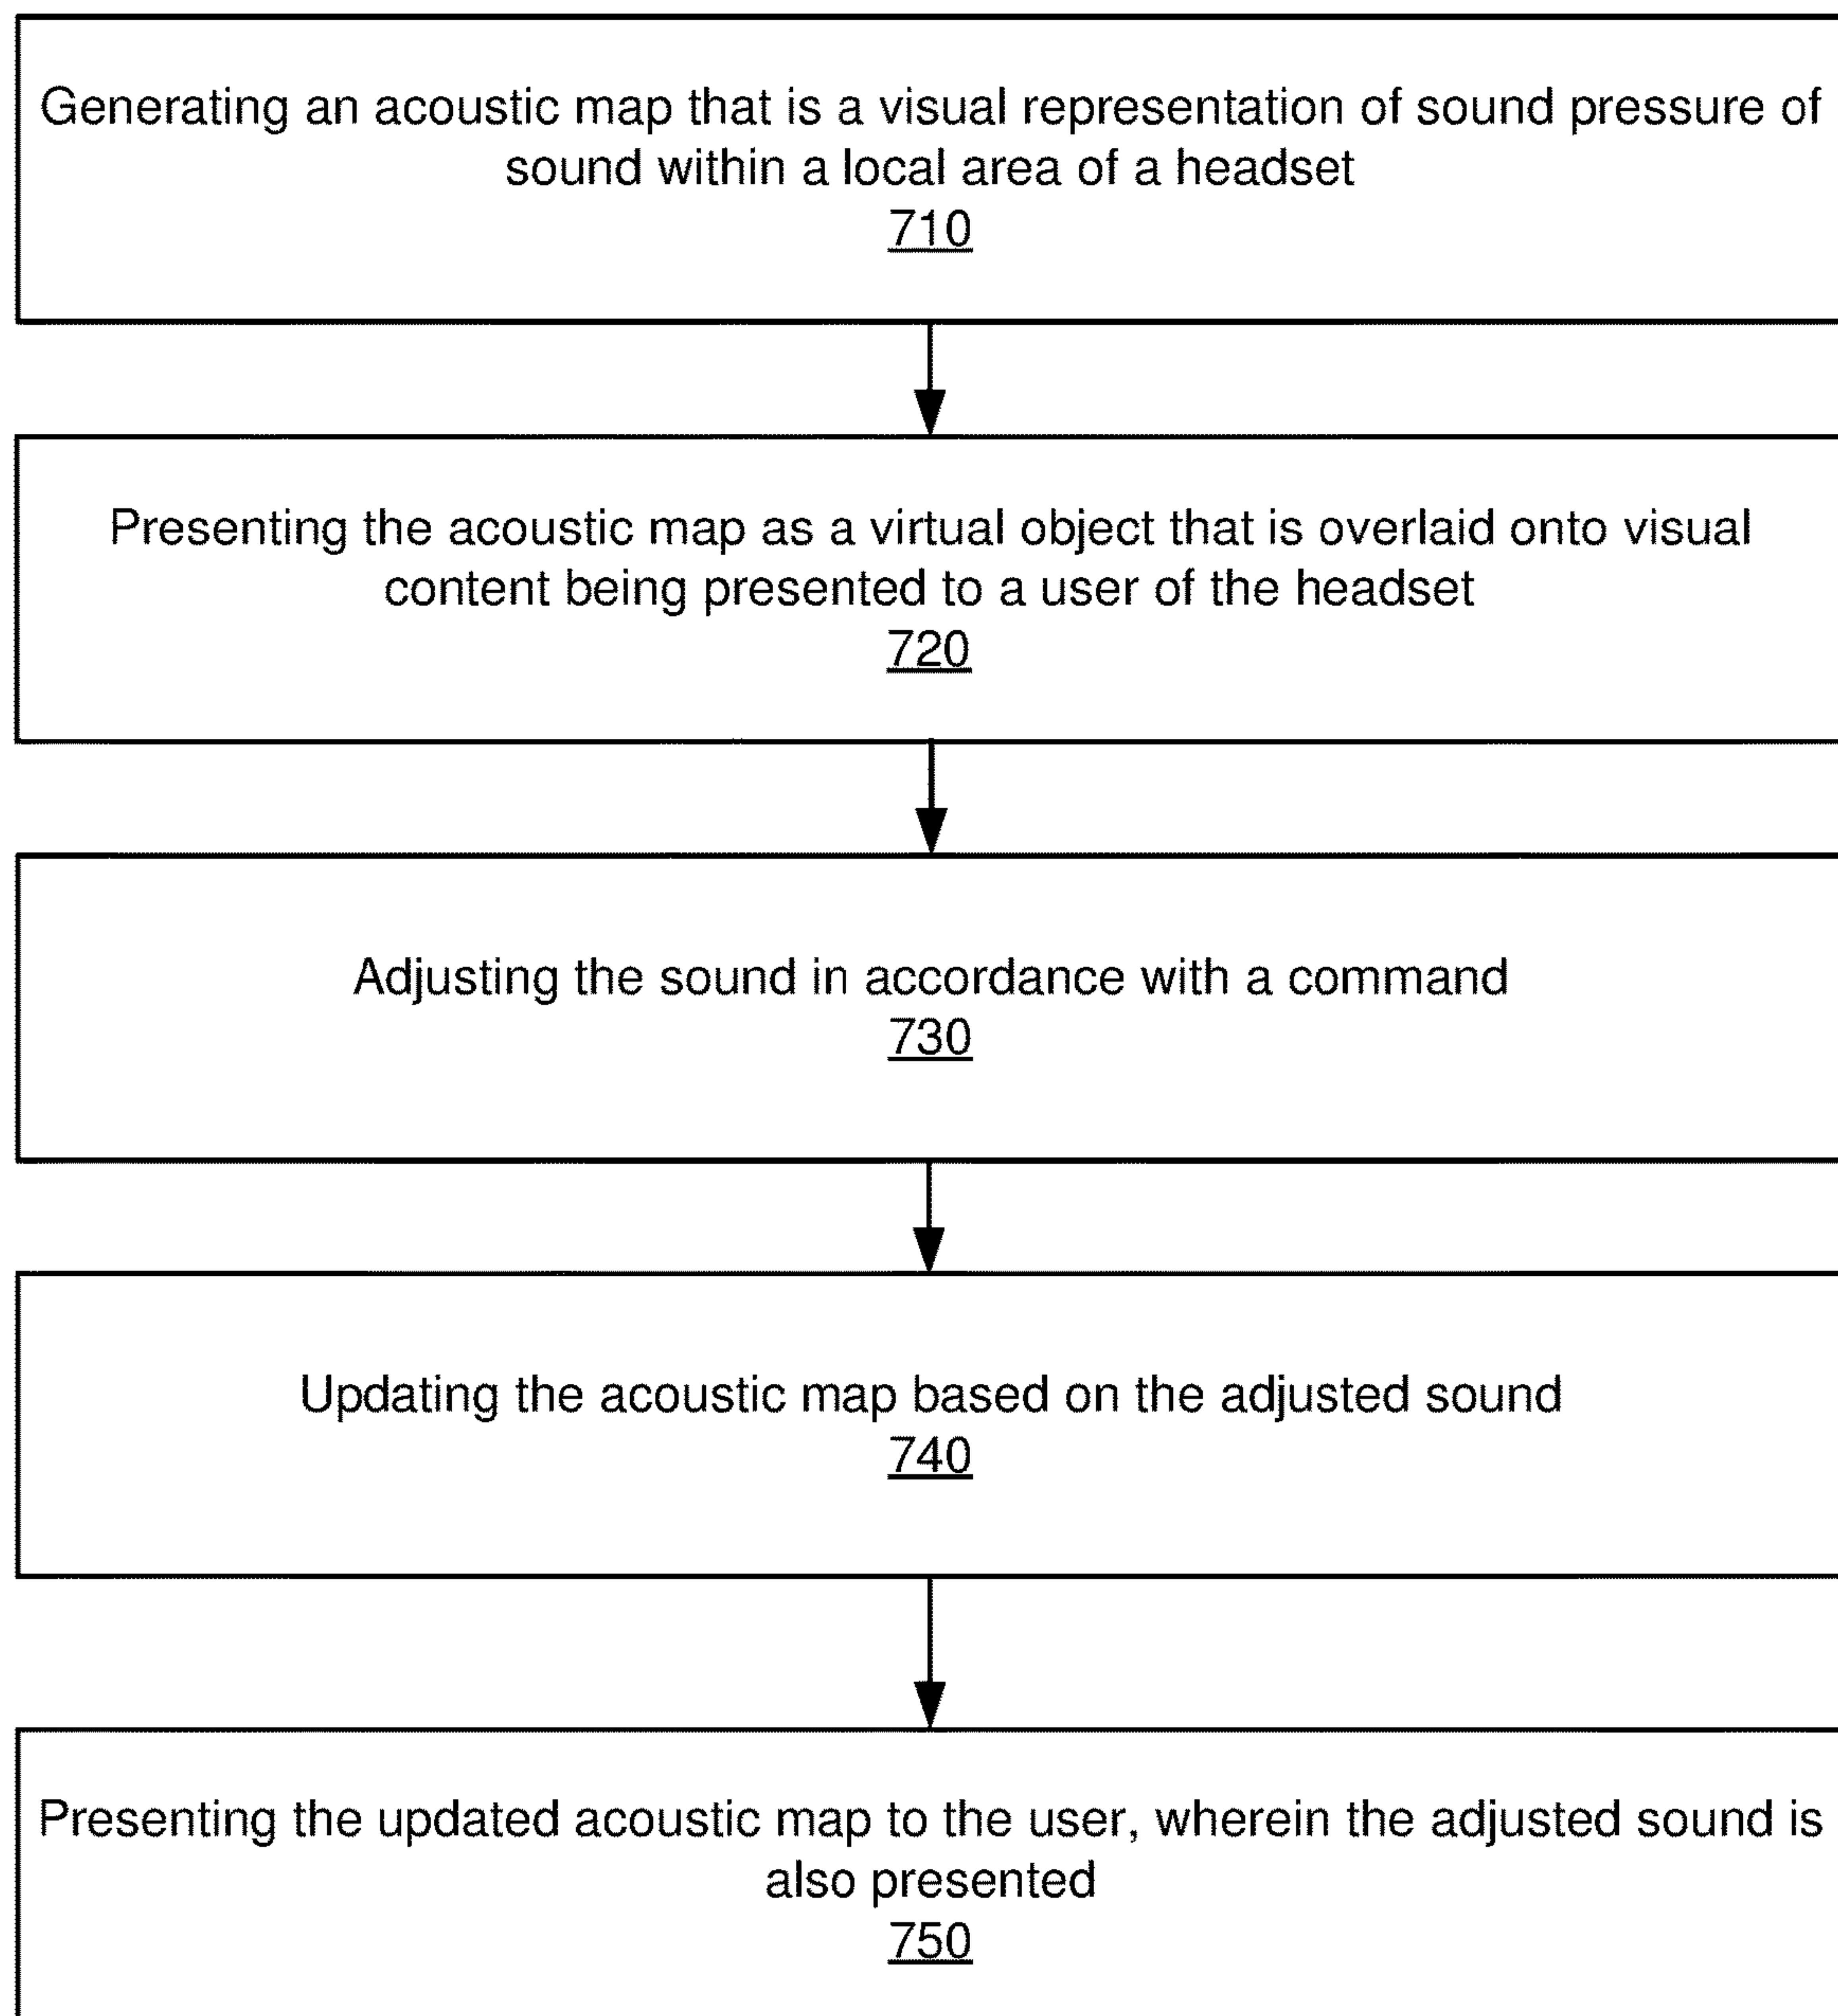 Generating an acoustic map that is a visual representation of sound pressure of
sound within a local area of a headset
710
Presenting the acoustic map as a virtual object that is overlaid onto visual
content being presented to a user of the headset
720
Adjusting the sound in accordance with a command
730
Updating the acoustic map based on the adjusted sound
740
Presenting the updated acoustic map to the user, wherein the adjusted sound is
also presented
750